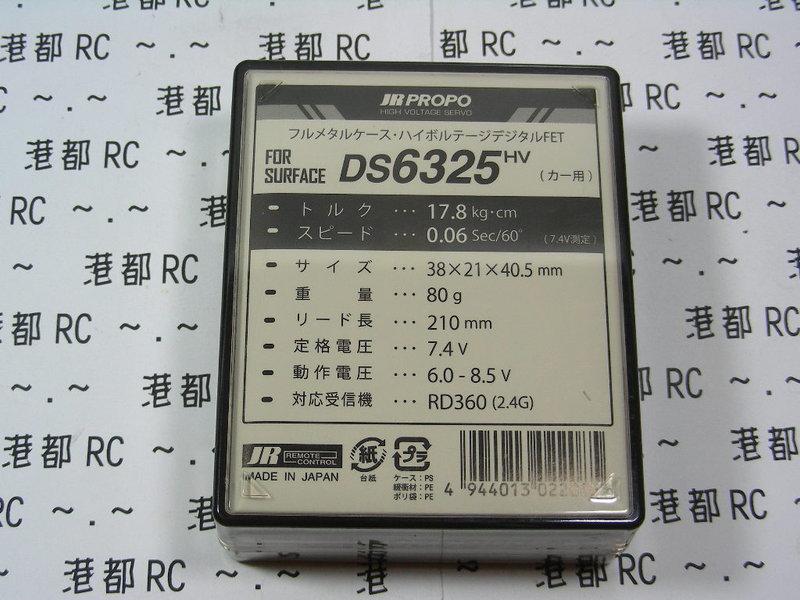 港都 RC ~.~
JR PROPO
HIGH VOLTAGE SERVO
フルメタルケース・ハイボルテージデジタルFET
FOR SURFACE DS6325HV (カー用)
トルク ··· 17.8 kg·cm
スピード ··· 0.06 Sec/60° (7.4V測定)
サイズ ··· 38×21×40.5 mm
重量 ··· 80 g
リード長 ··· 210 mm
定格電圧 ··· 7.4 V
動作電圧 ··· 6.0 - 8.5 V
対応受信機 ··· RD360 (2.4G)
JR REMOTE CONTROL
MADE IN JAPAN
紙
台紙
プラ
ケース:PS
緩衝材:PE
ポリ袋:PE
4 944013